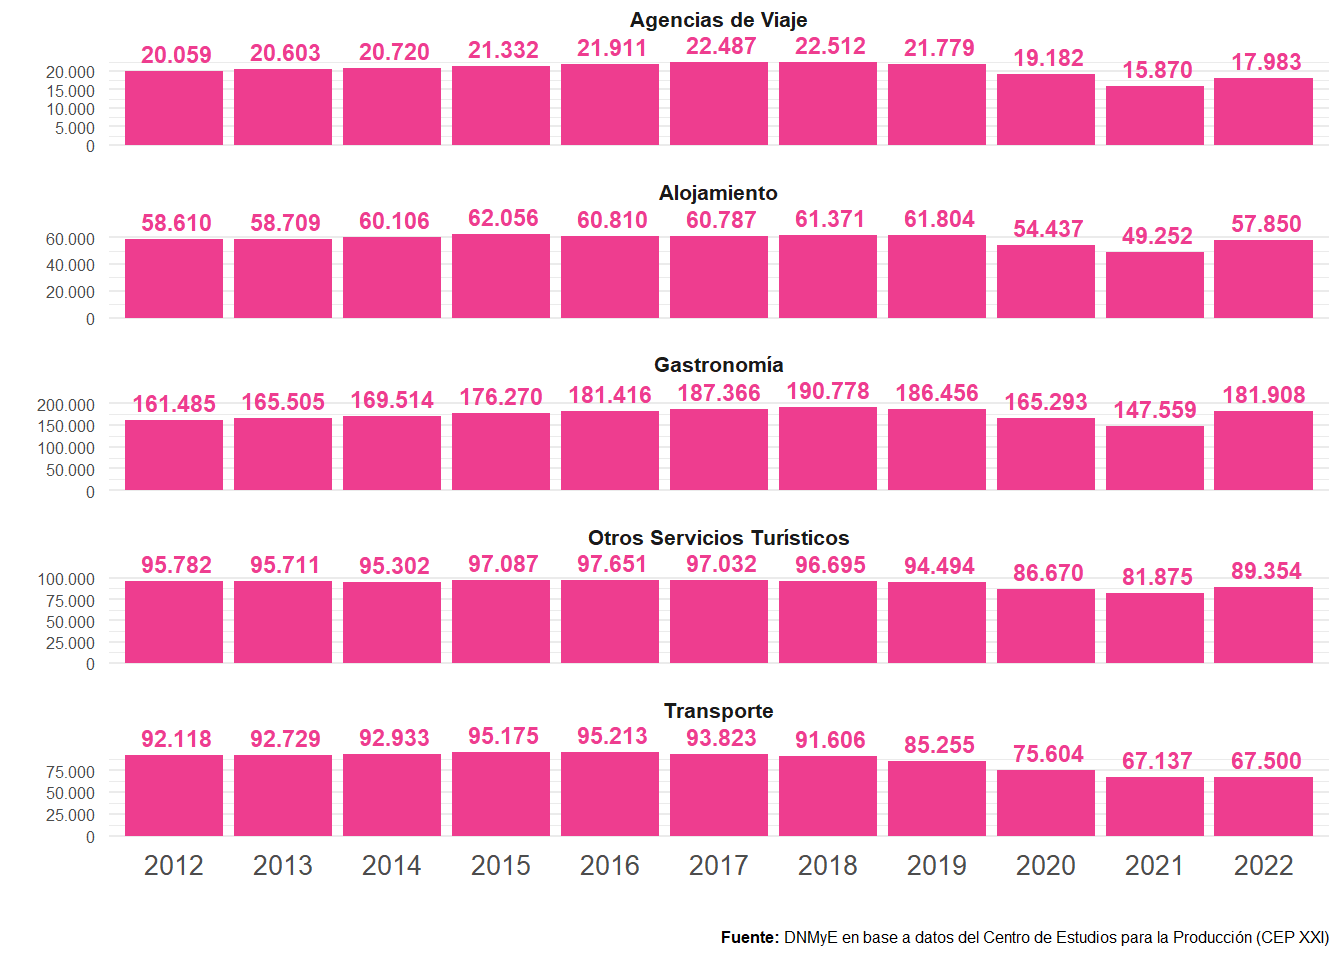 Agencias de Viaje
20.059 20.603 20.720 21.332 21.911 22.487 22.512 21.779 19.182 15.870 17.983
20.000
15.000
10.000
5.000
0
Alojamiento
58.610 58.709 60.106 62.056 60.810 60.787 61.371 61.804 54.437 49.252 57.850
60.000
40.000
20.000
0
Gastronomía
161.485 165.505 169.514 176.270 181.416 187.366 190.778 186.456 165.293 147.559 181.908
200.000
150.000
100.000
50.000
0
Otros Servicios Turísticos
95.782 95.711 95.302 97.087 97.651 97.032 96.695 94.494 86.670 81.875 89.354
100.000
75.000
50.000
25.000
0
Transporte
92.118 92.729 92.933 95.175 95.213 93.823 91.606 85.255 75.604 67.137 67.500
75.000
50.000
25.000
0
2012 2013 2014 2015 2016 2017 2018 2019 2020 2021 2022
Fuente: DNMyE en base a datos del Centro de Estudios para la Producción (CEP XXI)